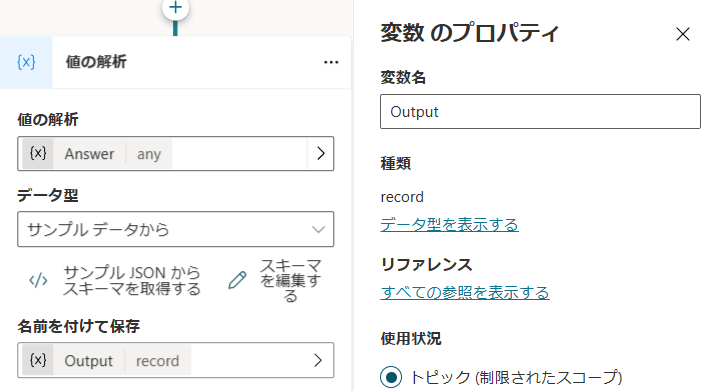 値の解析
値の解析
{x} Answer any
データ型
サンプル データから
サンプル JSON から
スキーマを取得する
スキーマ
を編集す
る
名前を付けて保存
{x} Output record
変数 のプロパティ
変数名
Output
種類
record
データ型を表示する
リファレンス
すべての参照を表示する
使用状況
トピック (制限されたスコープ)